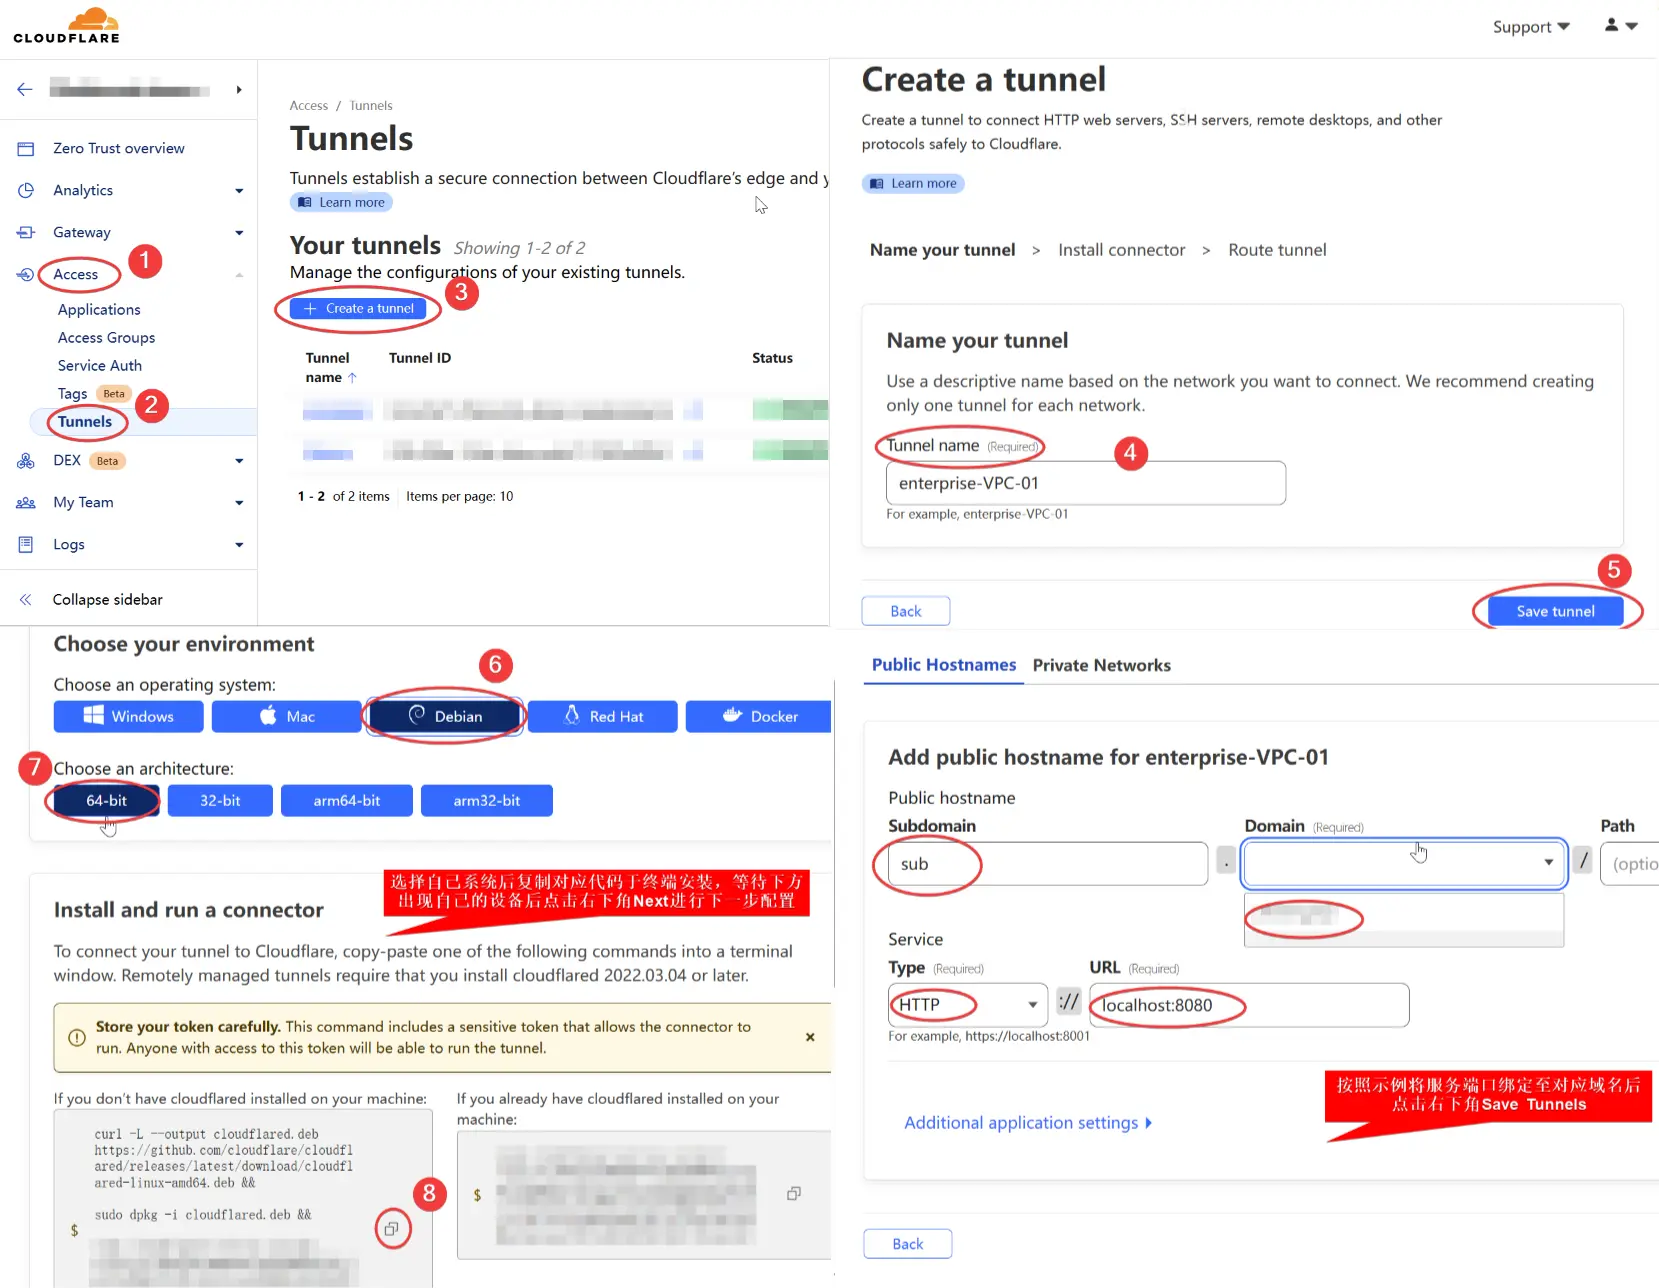 CLOUDFLARE
Support
Zero Trust overview
Analytics
Gateway
Access
1
Applications
Access Groups
Service Auth
Tags Beta
2
Tunnels
DEX Beta
My Team
Logs
Collapse sidebar
Access / Tunnels
Tunnels
Tunnels establish a secure connection between Cloudflare's edge and y
Learn more
Your tunnels Showing 1-2 of 2
Manage the configurations of your existing tunnels.
3
+ Create a tunnel
Tunnel name ↑ Tunnel ID Status
1 - 2 of 2 items Items per page: 10
Create a tunnel
Create a tunnel to connect HTTP web servers, SSH servers, remote desktops, and other
protocols safely to Cloudflare.
Learn more
Name your tunnel > Install connector > Route tunnel
Name your tunnel
Use a descriptive name based on the network you want to connect. We recommend creating
only one tunnel for each network.
Tunnel name (Required)
4
enterprise-VPC-01
For example, enterprise-VPC-01
5
Back
Save tunnel
Choose your environment
6
Choose an operating system:
Windows Mac Debian Red Hat Docker
7
Choose an architecture:
64-bit 32-bit arm64-bit arm32-bit
选择自己系统后复制对应代码于终端安装，等待下方
出现自己的设备后点击右下角Next进行下一步配置
Install and run a connector
To connect your tunnel to Cloudflare, copy-paste one of the following commands into a terminal
window. Remotely managed tunnels require that you install cloudflared 2022.03.04 or later.
Store your token carefully. This command includes a sensitive token that allows the connector to
run. Anyone with access to this token will be able to run the tunnel.
If you don't have cloudflared installed on your machine:
curl -L --output cloudflared.deb
https://github.com/cloudflare/cloudfl
ared/releases/latest/download/cloudfl
ared-linux-amd64.deb &&
sudo dpkg -i cloudflared.deb &&
$
8
If you already have cloudflared installed on your
machine:
$
Public Hostnames Private Networks
Add public hostname for enterprise-VPC-01
Public hostname
Subdomain Domain (Required) Path
sub . / (optio
Service
Type (Required) URL (Required)
HTTP :// localhost:8080
For example, https://localhost:8001
按照示例将服务端口绑定至对应域名后
点击右下角Save Tunnels
Additional application settings
Back